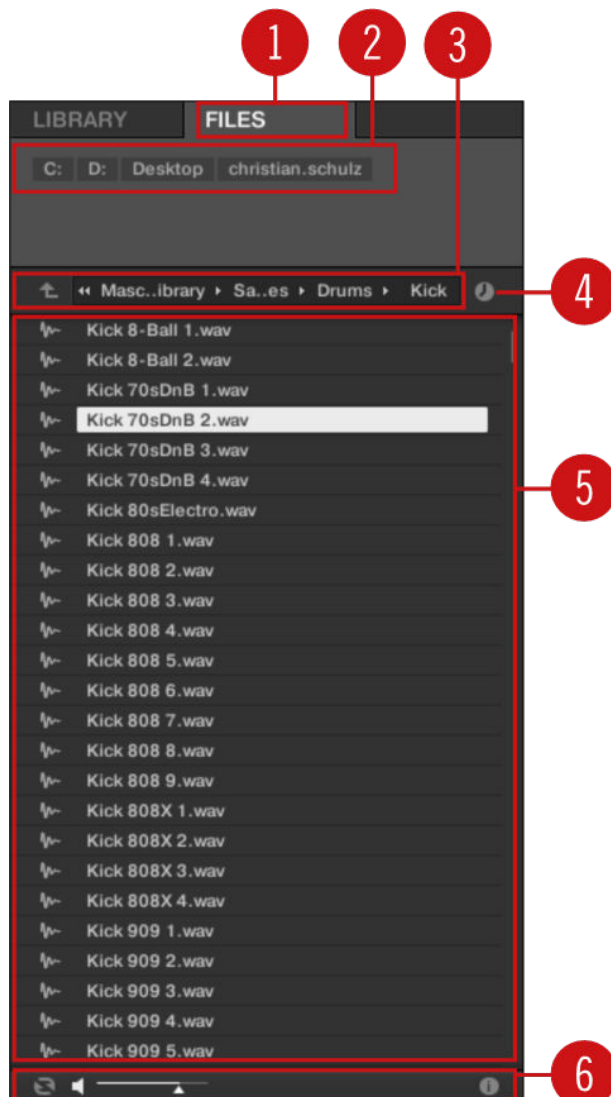 1 2 3
LIBRARY FILES
C: D: Desktop christian.schulz
Masc..ibrary Sa..es Drums Kick 4
Kick 8-Ball 1.wav
Kick 8-Ball 2.wav
Kick 70sDnB 1.wav
Kick 70sDnB 2.wav
Kick 70sDnB 3.wav
Kick 70sDnB 4.wav
5
Kick 80sElectro.wav
Kick 808 1.wav
Kick 808 2.wav
Kick 808 3.wav
Kick 808 4.wav
Kick 808 5.wav
Kick 808 6.wav
Kick 808 7.wav
Kick 808 8.wav
Kick 808 9.wav
Kick 808X 1.wav
Kick 808X 2.wav
Kick 808X 3.wav
Kick 808X 4.wav
Kick 909 1.wav
Kick 909 2.wav
Kick 909 3.wav
Kick 909 4.wav
Kick 909 5.wav
6